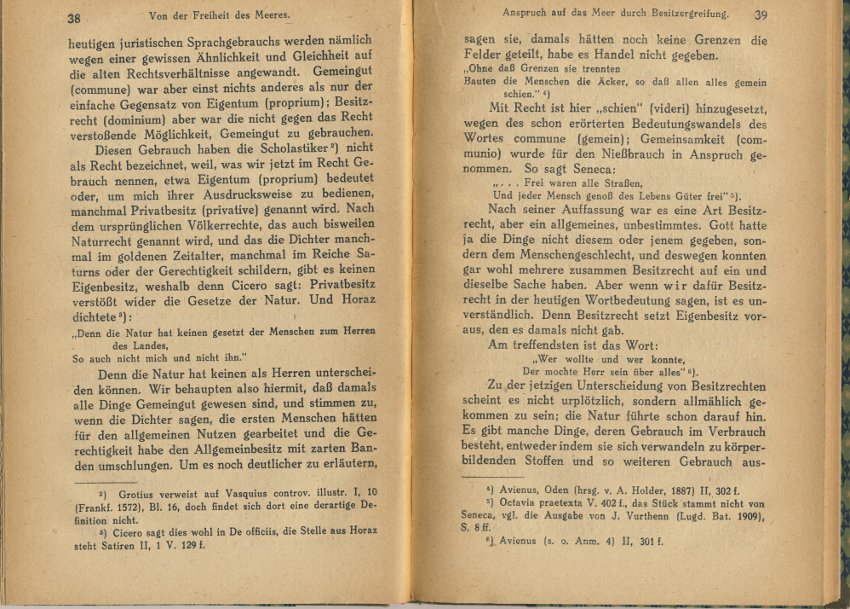 38 Von der Freiheit des Meeres.
heutigen juristischen Sprachgebrauchs werden nämlich
wegen einer gewissen Ähnlichkeit und Gleichheit auf
die alten Rechtsverhältnisse angewandt. Gemeingut
(commune) war aber einst nichts anderes als nur der
einfache Gegensatz von Eigentum (proprium); Besitz-
recht (dominium) aber war die nicht gegen das Recht
verstoßende Möglichkeit, Gemeingut zu gebrauchen.
Diesen Gebrauch haben die Scholastiker²) nicht
als Recht bezeichnet, weil, was wir jetzt im Recht Ge-
brauch nennen, etwa Eigentum (proprium) bedeutet
oder, um mich ihrer Ausdrucksweise zu bedienen,
manchmal Privatbesitz (privative) genannt wird. Nach
dem ursprünglichen Völkerrechte, das auch bisweilen
Naturrecht genannt wird, und das die Dichter manch-
mal im goldenen Zeitalter, manchmal im Reiche Sa-
turns oder der Gerechtigkeit schildern, gibt es keinen
Eigenbesitz, weshalb denn Cicero sagt: Privatbesitz
verstößt wider die Gesetze der Natur. Und Horaz
dichtete³):
„Denn die Natur hat keinen gesetzt der Menschen zum Herren
des Landes,
So auch nicht mich und nicht ihn.“
Denn die Natur hat keinen als Herren unterschei-
den können. Wir behaupten also hiermit, daß damals
alle Dinge Gemeingut gewesen sind, und stimmen zu,
wenn die Dichter sagen, die ersten Menschen hätten
für den allgemeinen Nutzen gearbeitet und die Ge-
rechtigkeit habe den Allgemeinbesitz mit zarten Ban-
den umschlungen. Um es noch deutlicher zu erläutern,
²) Grotius verweist auf Vasquius controv. illustr. I, 10
(Frankf. 1572), Bl. 16, doch findet sich dort eine derartige De-
finition nicht.
³) Cicero sagt dies wohl in De officiis, die Stelle aus Horaz
steht Satiren II, 1 V. 129 f.
Anspruch auf das Meer durch Besitzergreifung. 39
sagen sie, damals hätten noch keine Grenzen die
Felder geteilt, habe es Handel nicht gegeben.
„Ohne daß Grenzen sie trennten
Bauten die Menschen die Äcker, so daß allen alles gemein
schien.“ ⁴)
Mit Recht ist hier „schien“ (videri) hinzugesetzt,
wegen des schon erörterten Bedeutungswandels des
Wortes commune (gemein); Gemeinsamkeit (com-
munio) wurde für den Nießbrauch in Anspruch ge-
nommen. So sagt Seneca:
„. . . Frei waren alle Straßen,
Und jeder Mensch genoß des Lebens Güter frei“ ⁵).
Nach seiner Auffassung war es eine Art Besitz-
recht, aber ein allgemeines, unbestimmtes. Gott hatte
ja die Dinge nicht diesem oder jenem gegeben, son-
dern dem Menschengeschlecht, und deswegen konnten
gar wohl mehrere zusammen Besitzrecht auf ein und
dieselbe Sache haben. Aber wenn wir dafür Besitz-
recht in der heutigen Wortbedeutung sagen, ist es un-
verständlich. Denn Besitzrecht setzt Eigenbesitz vor-
aus, den es damals nicht gab.
Am treffendsten ist das Wort:
„Wer wollte und wer konnte,
Der mochte Herr sein über alles“ ⁶).
Zu der jetzigen Unterscheidung von Besitzrechten
scheint es nicht urplötzlich, sondern allmählich ge-
kommen zu sein; die Natur führte schon darauf hin.
Es gibt manche Dinge, deren Gebrauch im Verbrauch
besteht, entweder indem sie sich verwandeln zu körper-
bildenden Stoffen und so weiteren Gebrauch aus-
⁴) Avienus, Oden (hrsg. v. A. Holder, 1887) II, 302 f.
⁵) Octavia praetexta V. 402 f., das Stück stammt nicht von
Seneca, vgl. die Ausgabe von J. Vurthenn (Lugd. Bat. 1909),
S. 8 ff.
⁶) Avienus (s. o. Anm. 4) II, 301 f.